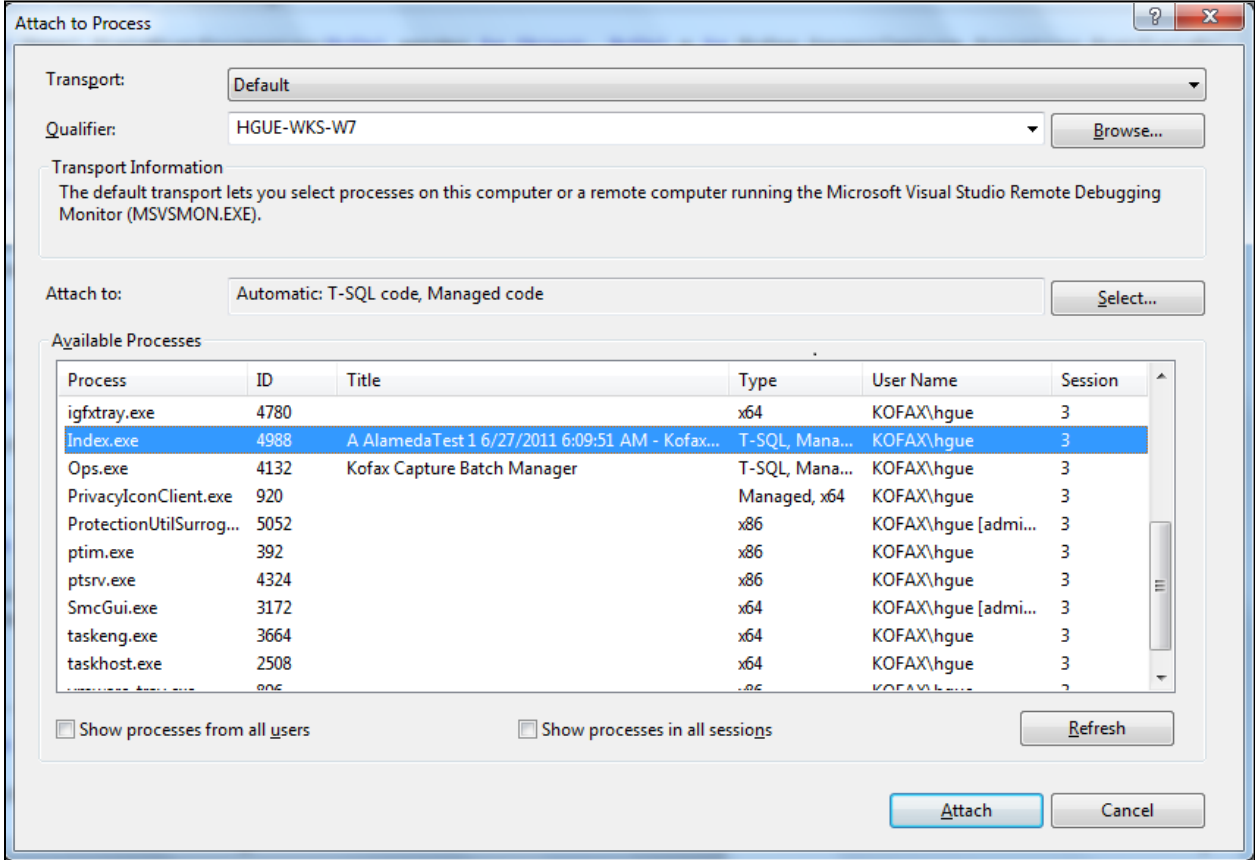 Attach to Process
Transport: Default
Qualifier: HGUE-WKS-W7 Browse...
Transport Information
The default transport lets you select processes on this computer or a remote computer running the Microsoft Visual Studio Remote Debugging
Monitor (MSVSMON.EXE).
Attach to: Automatic: T-SQL code, Managed code Select...
Available Processes
Process ID Title Type User Name Session
igfxtray.exe 4780 x64 KOFAX\hgue 3
Index.exe 4988 A AlamedaTest 1 6/27/2011 6:09:51 AM - Kofax... T-SQL, Mana... KOFAX\hgue 3
Ops.exe 4132 Kofax Capture Batch Manager T-SQL, Mana... KOFAX\hgue 3
PrivacyIconClient.exe 920 Managed, x64 KOFAX\hgue 3
ProtectionUtilSurrog... 5052 x86 KOFAX\hgue [admi... 3
ptim.exe 392 x86 KOFAX\hgue 3
ptsrv.exe 4324 x86 KOFAX\hgue 3
SmcGui.exe 3172 x64 KOFAX\hgue [admi... 3
taskeng.exe 3664 x64 KOFAX\hgue 3
taskhost.exe 2508 x64 KOFAX\hgue 3
Show processes from all users Show processes in all sessions Refresh
Attach Cancel